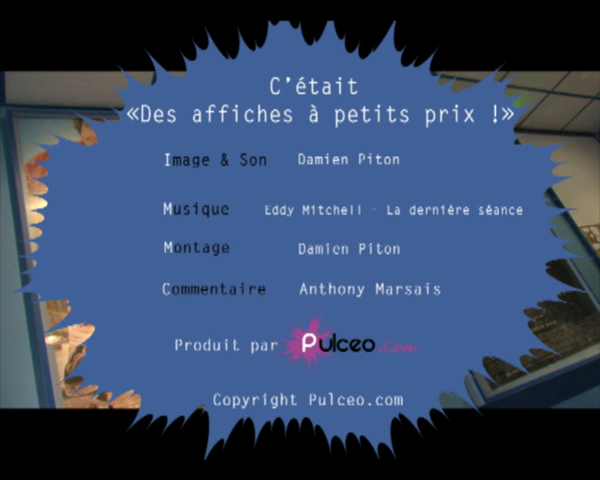 C'était
«Des affiches à petits prix !»
Image & Son Damien Piton
Musique Eddy Mitchell - La dernière séance
Montage Damien Piton
Commentaire Anthony Marsais
Produit par Pulceo.Com
Copyright Pulceo.com